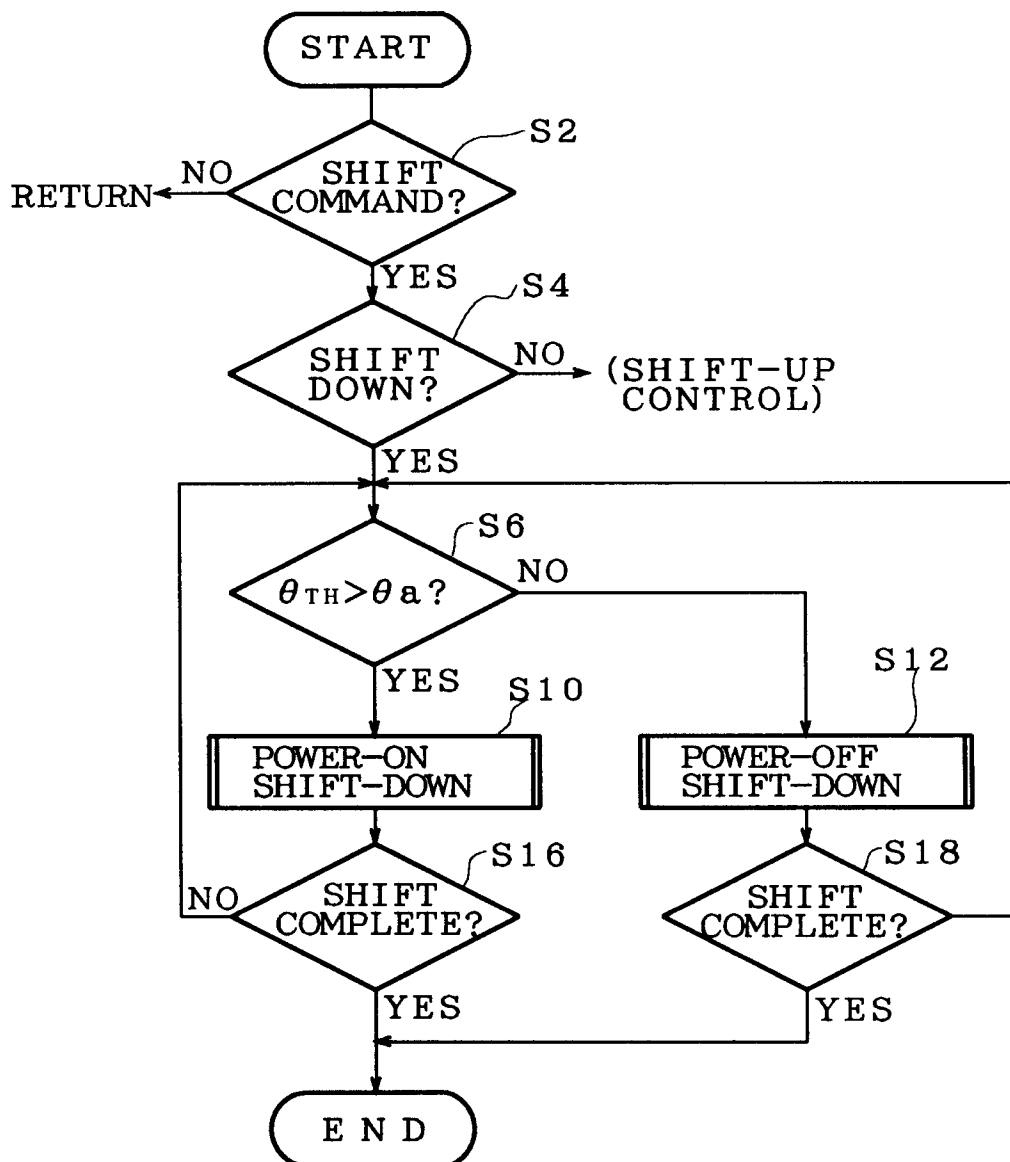 START
S2
SHIFT
COMMAND?
NO
RETURN
YES
S4
SHIFT
DOWN?
NO
(SHIFT-UP
CONTROL)
YES
S6
θTH>θa?
NO
YES
S10
POWER-ON
SHIFT-DOWN
S12
POWER-OFF
SHIFT-DOWN
S16
SHIFT
COMPLETE?
NO
YES
S18
SHIFT
COMPLETE?
YES
END